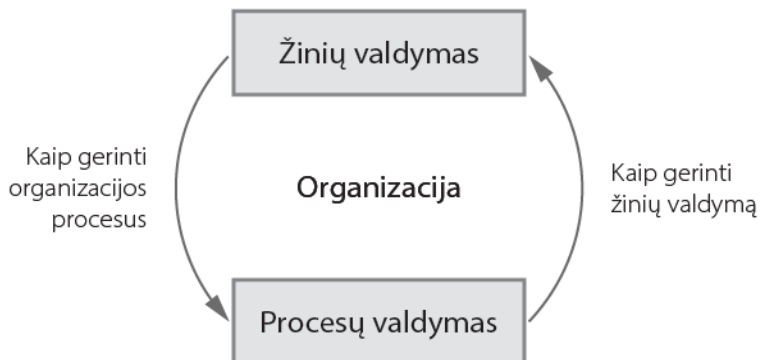 Žinių valdymas
Kaip gerinti
organizacijos
procesus
Organizacija
Kaip gerinti
žinių valdymą
Procesų valdymas